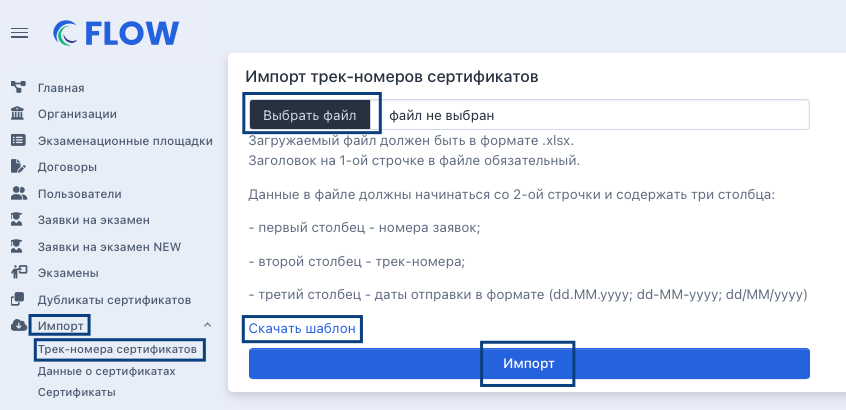 FLOW
Главная
Организации
Экзаменационные площадки
Договоры
Пользователи
Заявки на экзамен
Заявки на экзамен NEW
Экзамены
Дубликаты сертификатов
Импорт
Трек-номера сертификатов
Данные о сертификатах
Сертификаты
Импорт трек-номеров сертификатов
Выбрать файл файл не выбран
Загружаемый файл должен быть в формате .xlsx.
Заголовок на 1-ой строчке в файле обязательный.
Данные в файле должны начинаться со 2-ой строчки и содержать три столбца:
- первый столбец - номера заявок;
- второй столбец - трек-номера;
- третий столбец - даты отправки в формате (dd.MM.yyyy; dd-MM-yyyy; dd/MM/yyyy)
Скачать шаблон
Импорт